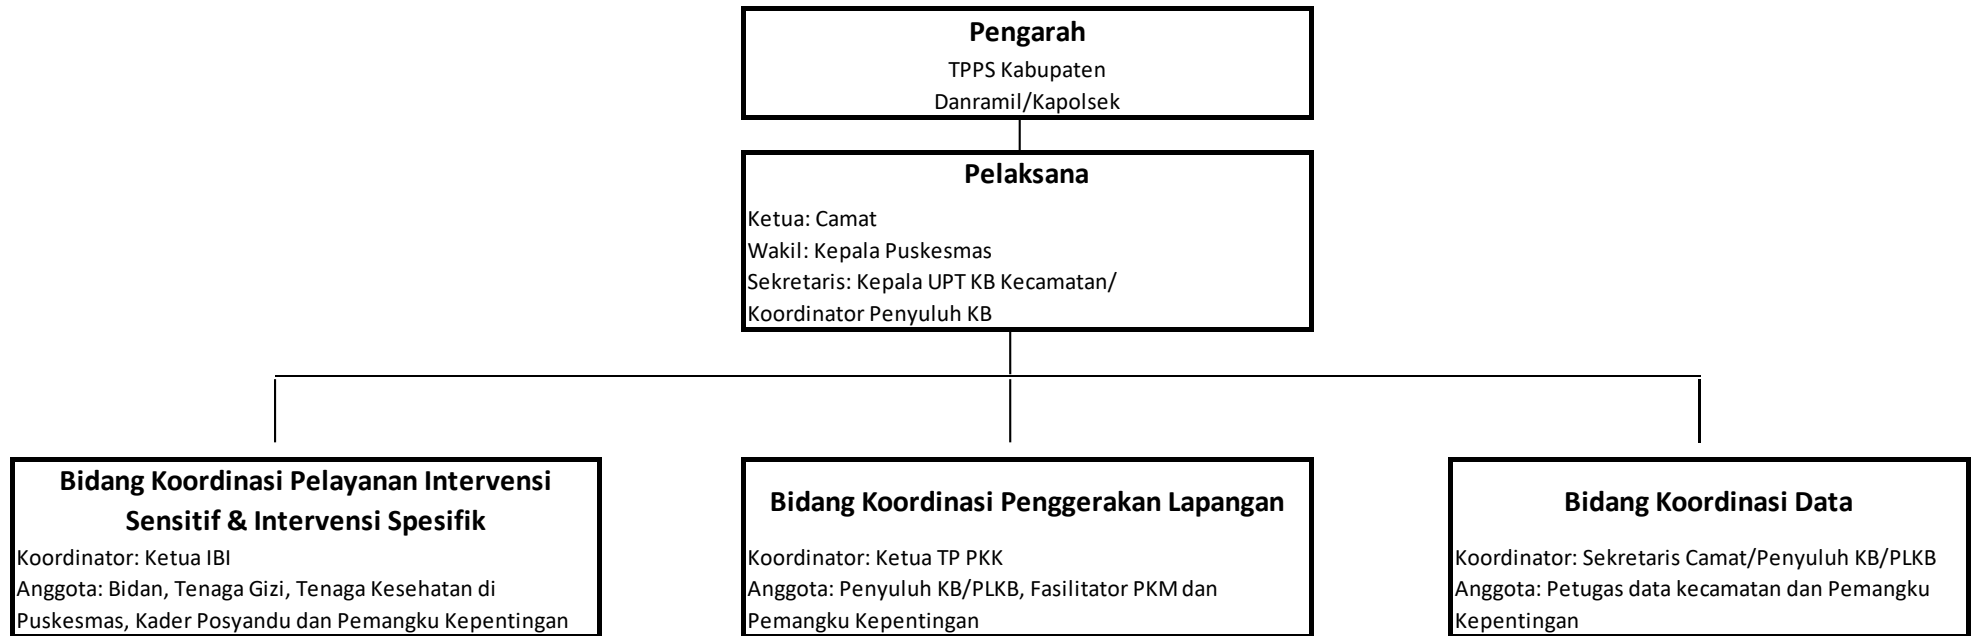 Pengarah
TPPS Kabupaten
Danramil/Kapolsek
Pelaksana
Ketua: Camat
Wakil: Kepala Puskesmas
Sekretaris: Kepala UPT KB Kecamatan/
Koordinator Penyuluh KB
Bidang Koordinasi Pelayanan Intervensi
Sensitif & Intervensi Spesifik
Koordinator: Ketua IBI
Anggota: Bidan, Tenaga Gizi, Tenaga Kesehatan di
Puskesmas, Kader Posyandu dan Pemangku Kepentingan
Bidang Koordinasi Penggerakan Lapangan
Koordinator: Ketua TP PKK
Anggota: Penyuluh KB/PLKB, Fasilitator PKM dan
Pemangku Kepentingan
Bidang Koordinasi Data
Koordinator: Sekretaris Camat/Penyuluh KB/PLKB
Anggota: Petugas data kecamatan dan Pemangku
Kepentingan